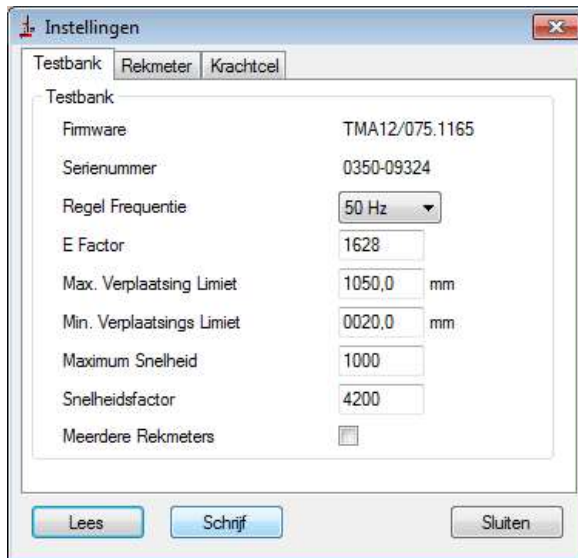 Instellingen
Testbank Rekmeter Krachtcel
Testbank
Firmware TMA12/075.1165
Serienummer 0350-09324
Regel Frequentie 50 Hz
E Factor 1628
Max. Verplaatsing Limiet 1050,0 mm
Min. Verplaatsings Limiet 0020,0 mm
Maximum Snelheid 1000
Snelheidsfactor 4200
Meerdere Rekmeters
Lees Schrijf Sluiten